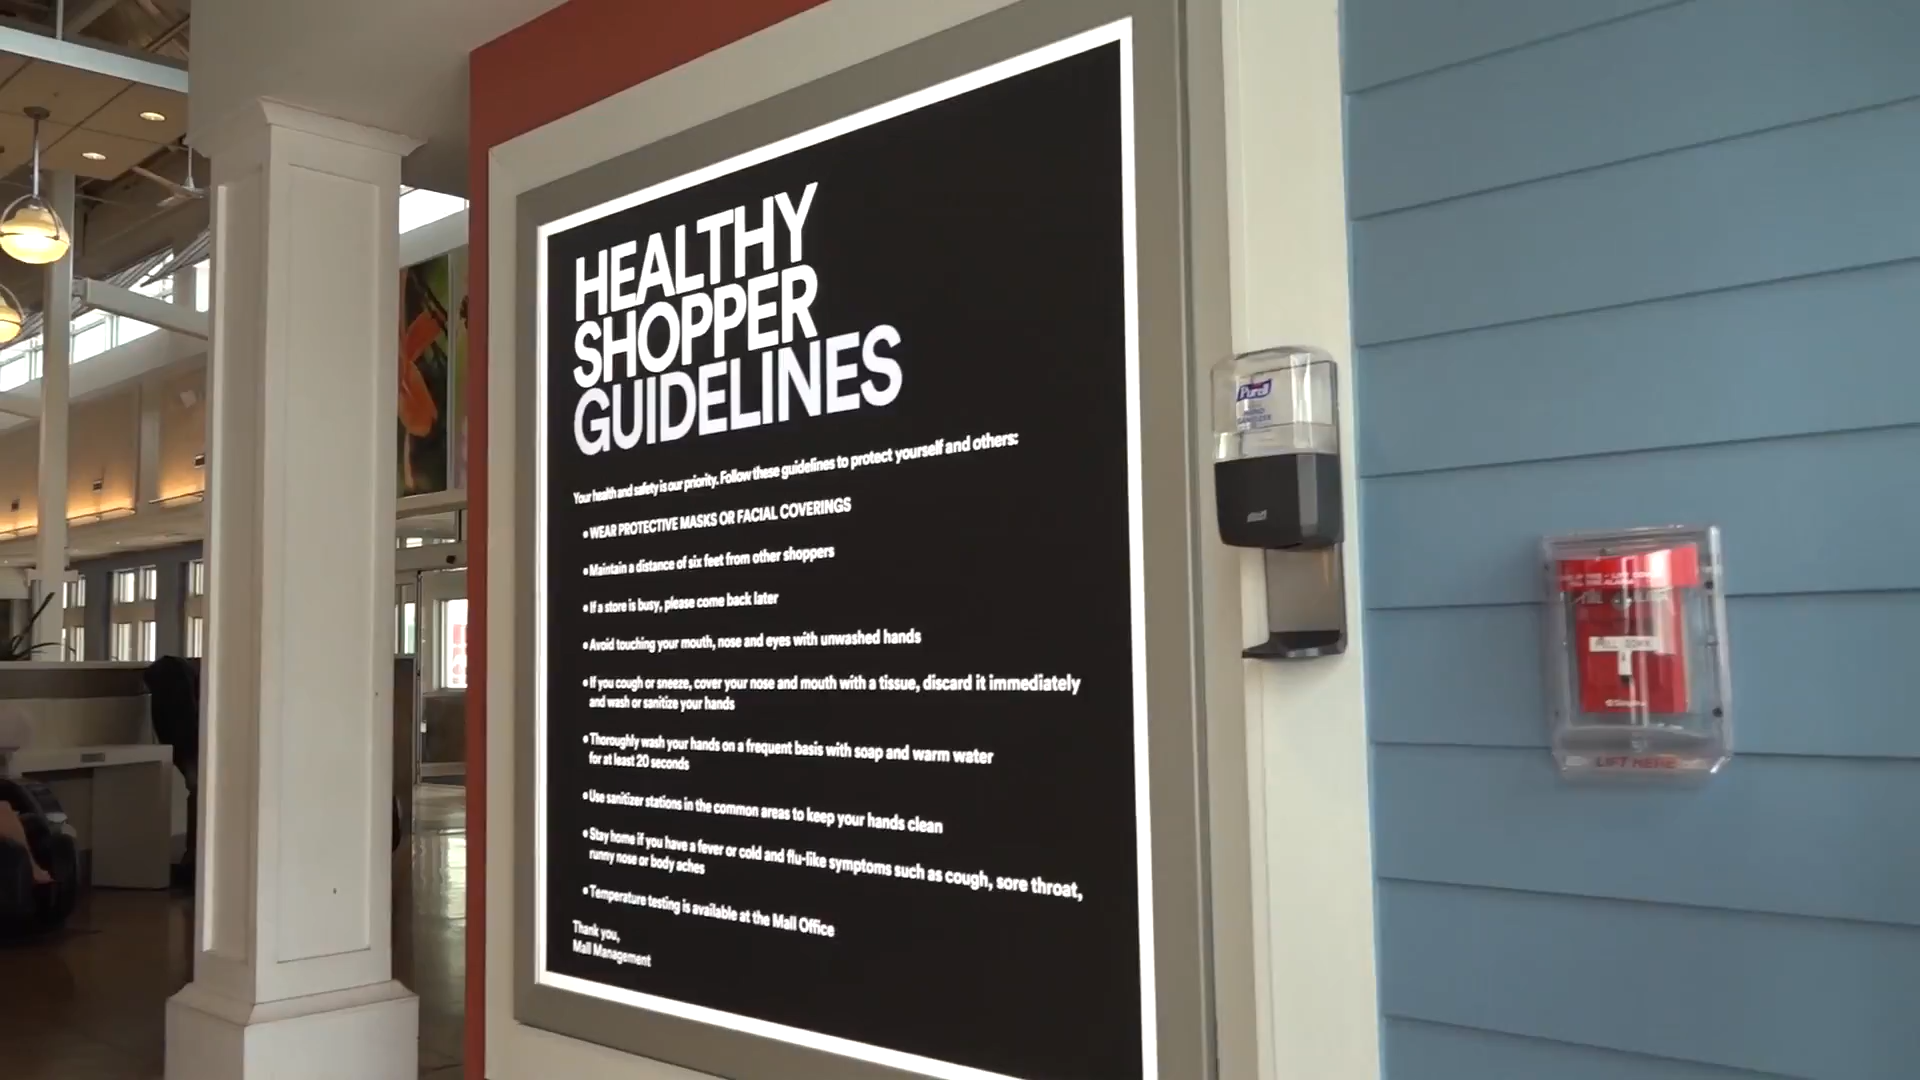 HEALTHY
SHOPPER
GUIDELINES
Your health and safety is our priority. Follow these guidelines to protect yourself and others:
• WEAR PROTECTIVE MASKS OR FACIAL COVERINGS
• Maintain a distance of six feet from other shoppers
• If a store is busy, please come back later
• Avoid touching your mouth, nose and eyes with unwashed hands
• If you cough or sneeze, cover your nose and mouth with a tissue, discard it immediately
and wash or sanitize your hands
• Thoroughly wash your hands on a frequent basis with soap and warm water
for at least 20 seconds
• Use sanitizer stations in the common areas to keep your hands clean
• Stay home if you have a fever or cold and flu-like symptoms such as cough, sore throat,
runny nose or body aches
• Temperature testing is available at the Mall Office
Thank you,
Mall Management
Purell
PULL DOWN
LIFT HERE